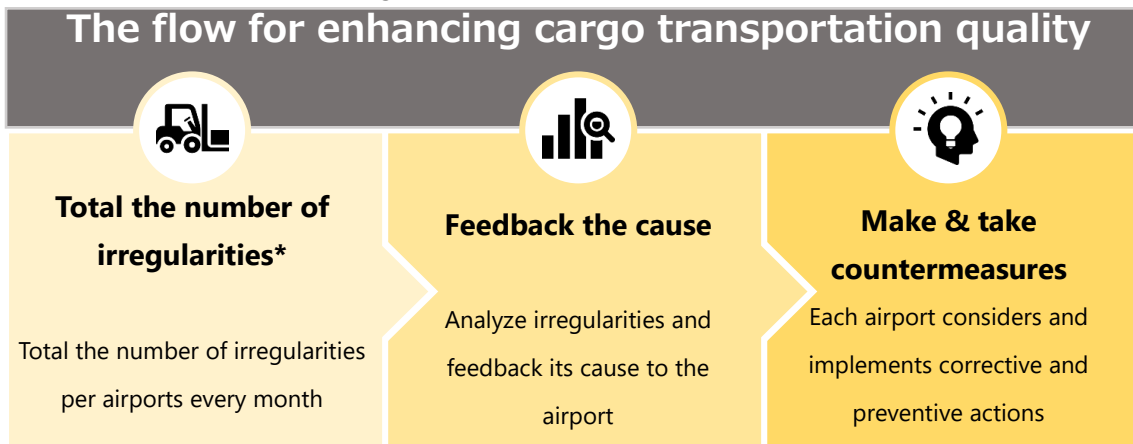 The flow for enhancing cargo transportation quality
Total the number of
irregularities*
Total the number of irregularities
per airports every month
Feedback the cause
Analyze irregularities and
feedback its cause to the
airport
Make & take
countermeasures
Each airport considers and
implements corrective and
preventive actions